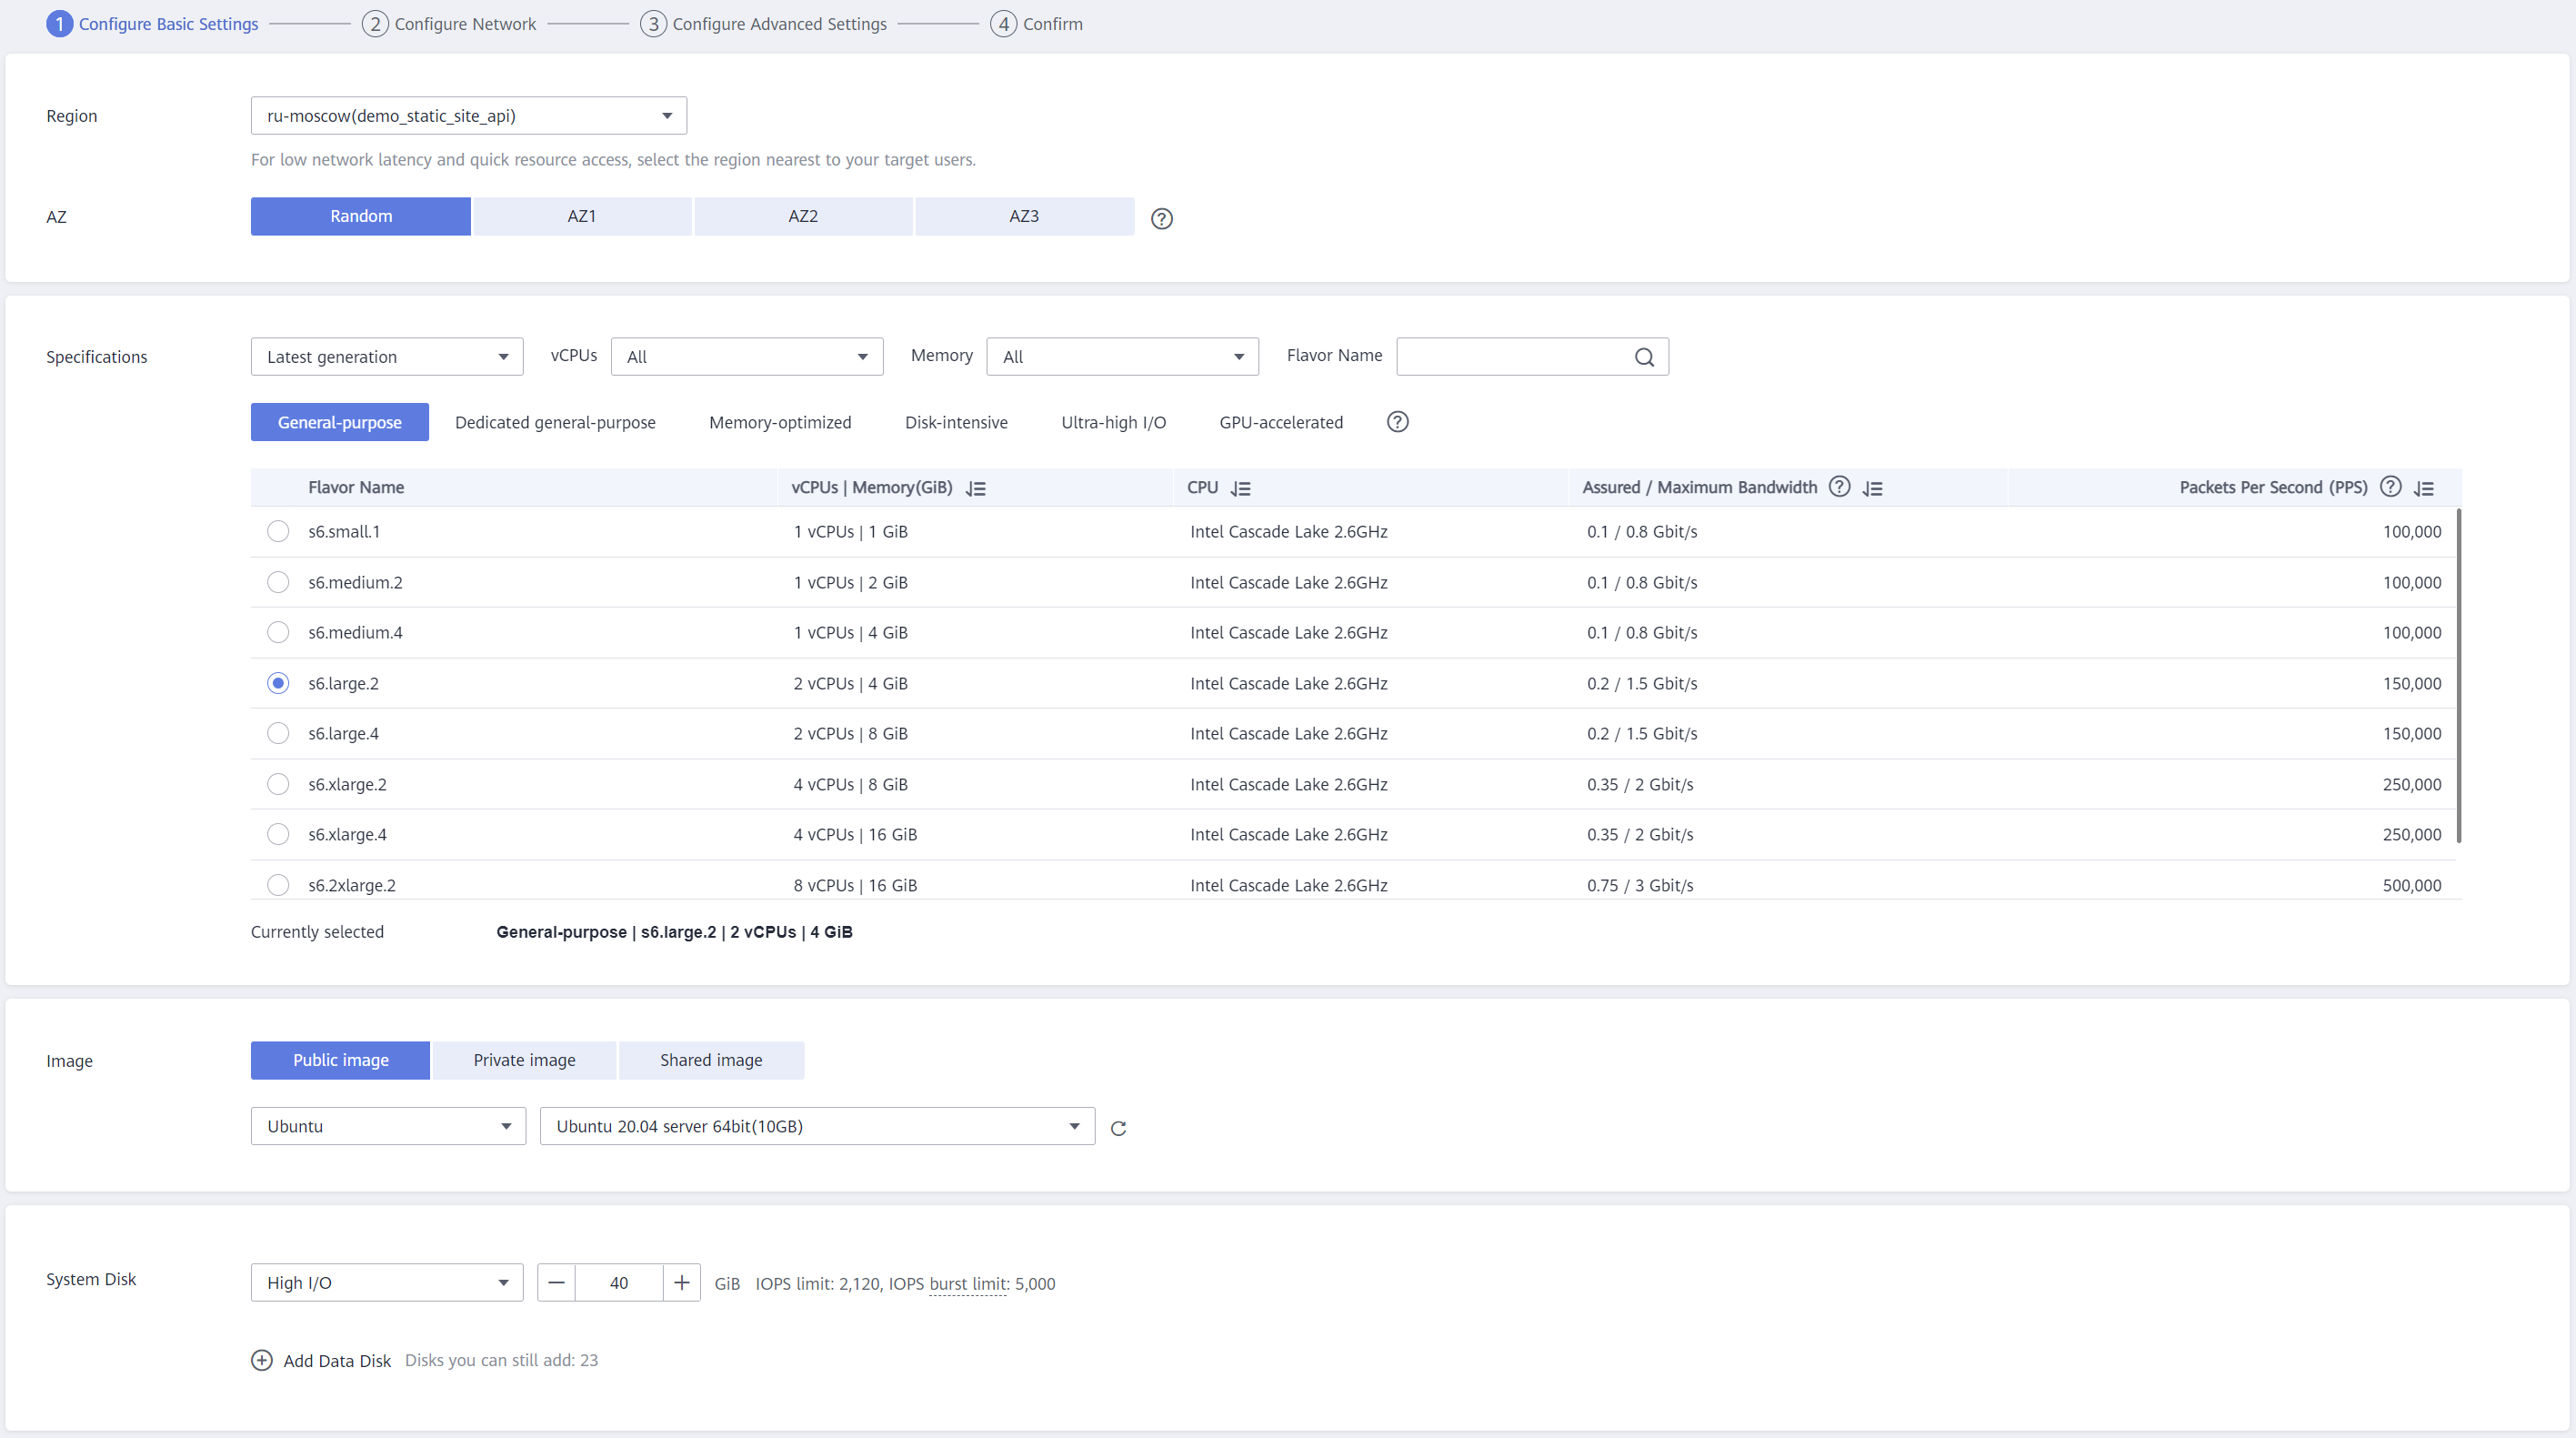 1 Configure Basic Settings 2 Configure Network 3 Configure Advanced Settings 4 Confirm
Region ru-moscow(demo_static_site_api)
For low network latency and quick resource access, select the region nearest to your target users.
AZ Random AZ1 AZ2 AZ3 ?
Specifications Latest generation vCPUs All Memory All Flavor Name
General-purpose Dedicated general-purpose Memory-optimized Disk-intensive Ultra-high I/O GPU-accelerated ?
Flavor Name vCPUs | Memory(GiB) CPU Assured / Maximum Bandwidth ? Packets Per Second (PPS) ?
s6.small.1 1 vCPUs | 1 GiB Intel Cascade Lake 2.6GHz 0.1 / 0.8 Gbit/s 100,000
s6.medium.2 1 vCPUs | 2 GiB Intel Cascade Lake 2.6GHz 0.1 / 0.8 Gbit/s 100,000
s6.medium.4 1 vCPUs | 4 GiB Intel Cascade Lake 2.6GHz 0.1 / 0.8 Gbit/s 100,000
s6.large.2 2 vCPUs | 4 GiB Intel Cascade Lake 2.6GHz 0.2 / 1.5 Gbit/s 150,000
s6.large.4 2 vCPUs | 8 GiB Intel Cascade Lake 2.6GHz 0.2 / 1.5 Gbit/s 150,000
s6.xlarge.2 4 vCPUs | 8 GiB Intel Cascade Lake 2.6GHz 0.35 / 2 Gbit/s 250,000
s6.xlarge.4 4 vCPUs | 16 GiB Intel Cascade Lake 2.6GHz 0.35 / 2 Gbit/s 250,000
s6.2xlarge.2 8 vCPUs | 16 GiB Intel Cascade Lake 2.6GHz 0.75 / 3 Gbit/s 500,000
Currently selected General-purpose | s6.large.2 | 2 vCPUs | 4 GiB
Image Public image Private image Shared image
Ubuntu Ubuntu 20.04 server 64bit(10GB)
System Disk High I/O 40 GiB IOPS limit: 2,120, IOPS burst limit: 5,000
Add Data Disk Disks you can still add: 23